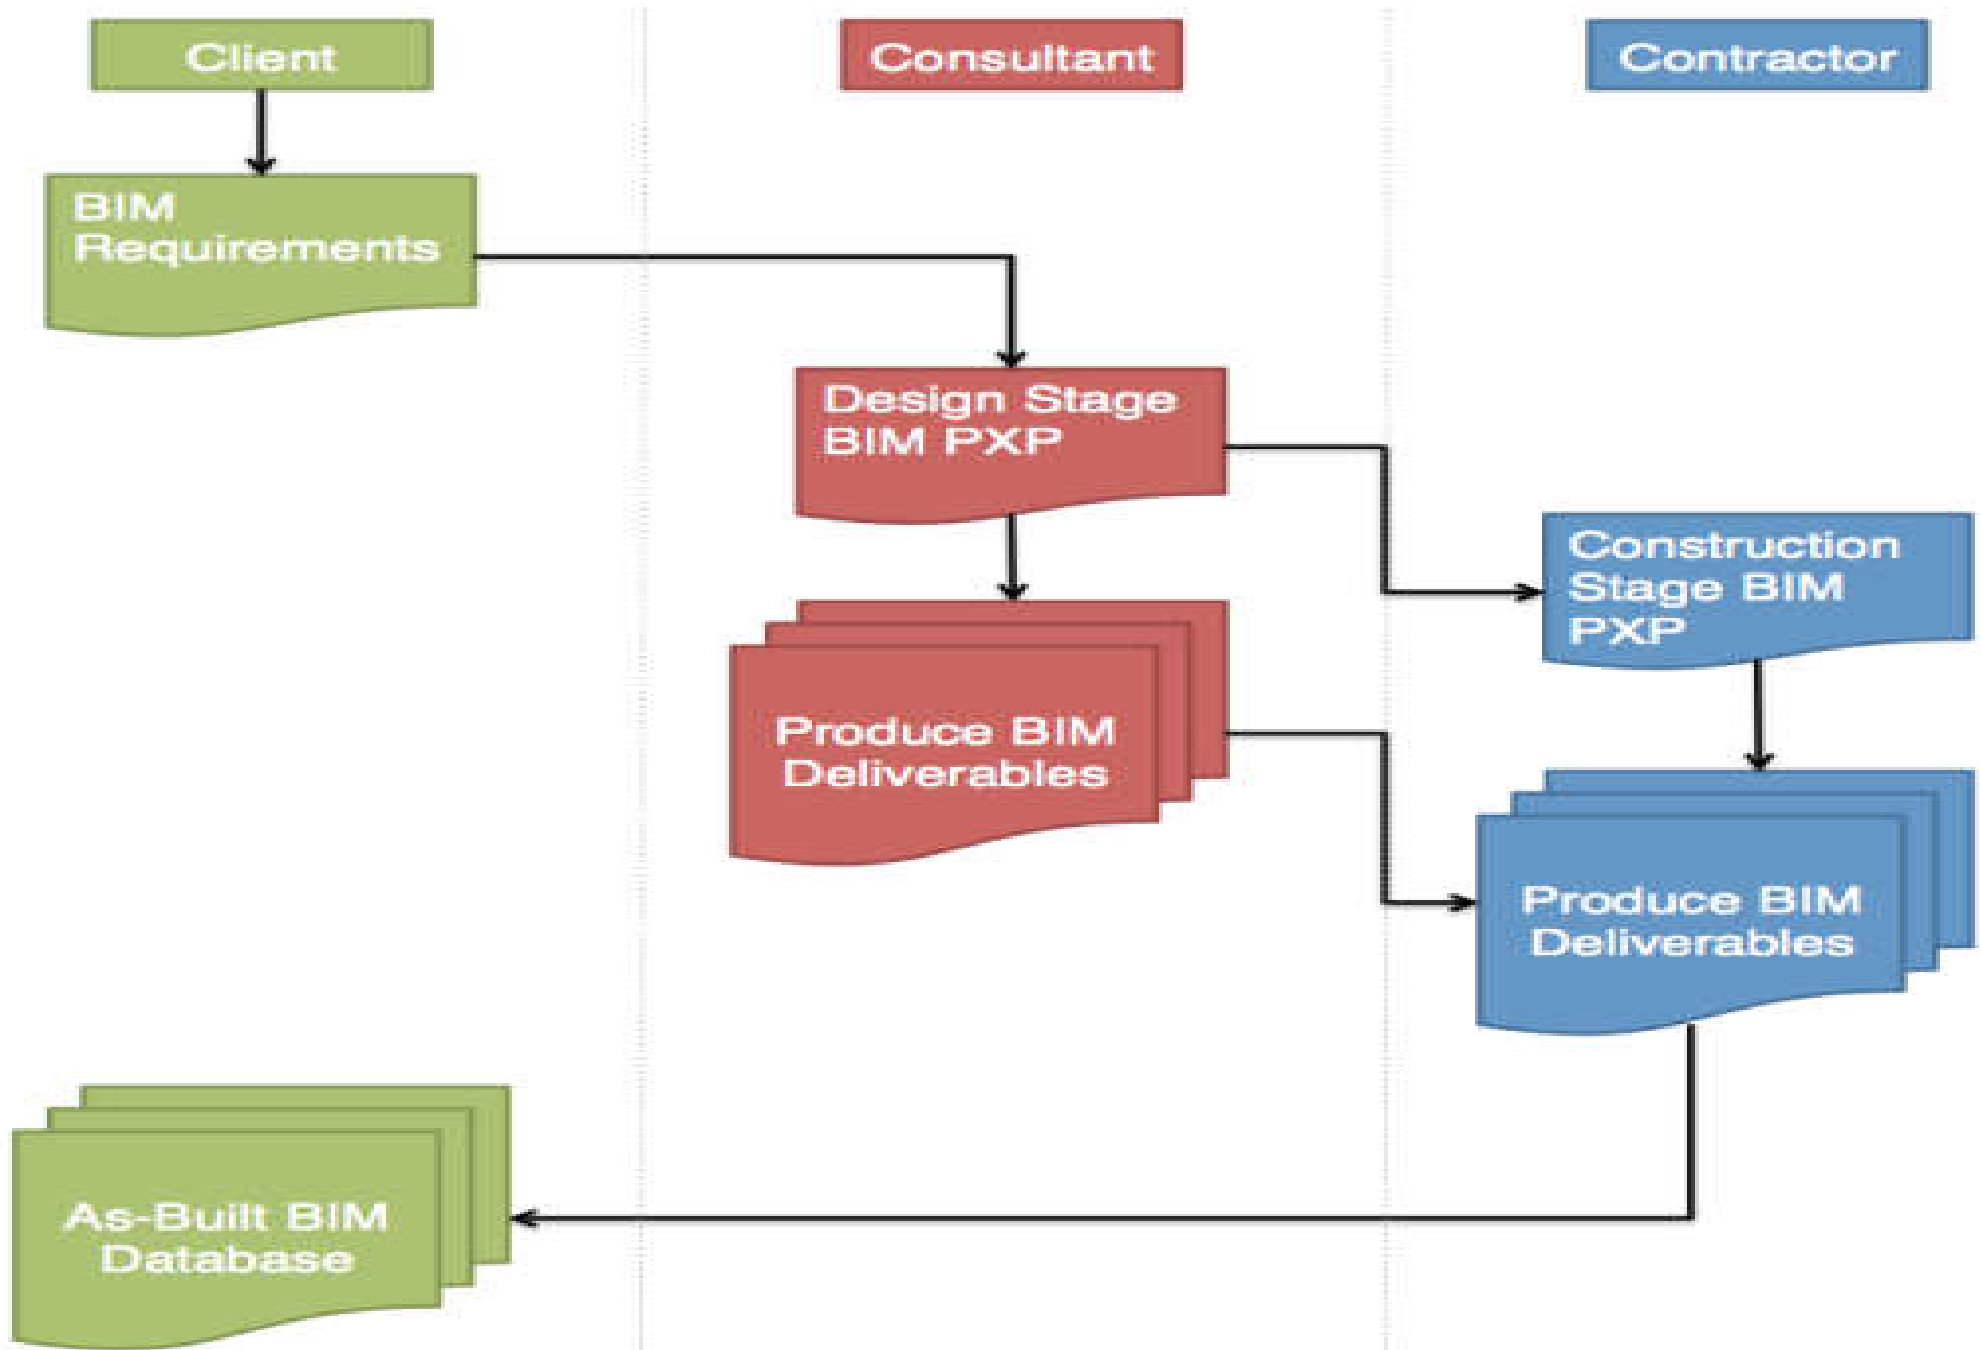 Client
Consultant
Contractor
BIM
Requirements
Design Stage
BIM PXP
Construction
Stage BIM
PXP
Produce BIM
Deliverables
Produce BIM
Deliverables
As-Built BIM
Database